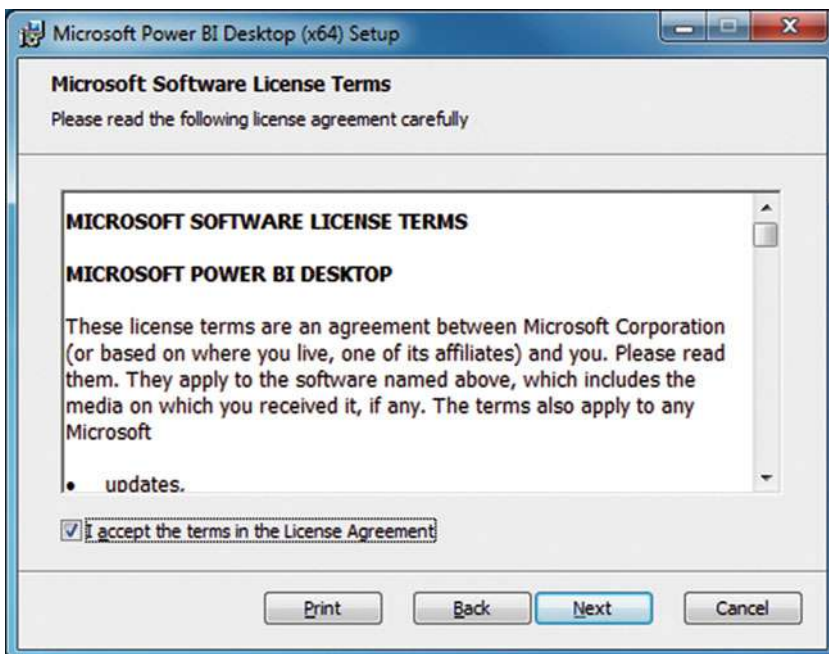 Microsoft Power BI Desktop (x64) Setup
Microsoft Software License Terms
Please read the following license agreement carefully
MICROSOFT SOFTWARE LICENSE TERMS
MICROSOFT POWER BI DESKTOP
These license terms are an agreement between Microsoft Corporation
(or based on where you live, one of its affiliates) and you. Please read
them. They apply to the software named above, which includes the
media on which you received it, if any. The terms also apply to any
Microsoft
• updates,
I accept the terms in the License Agreement
Print Back Next Cancel